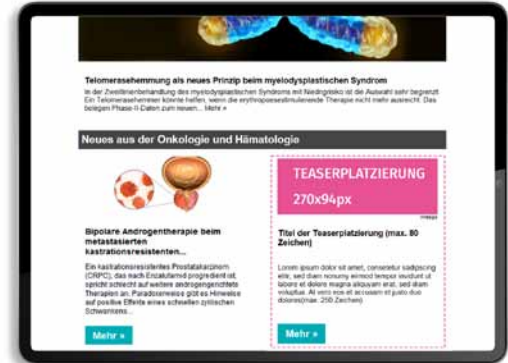 Telomerasehemmung als neues Prinzip beim myelodysplastischen Syndrom
In der Zweitlinienbehandlung des myelodysplastischen Syndroms mit Niedrigrisiko ist die Auswahl sehr begrenzt.
Ein Telomerasehemmer könnte helfen, wenn die erythropoesestimulierende Therapie nicht mehr ausreicht. Das
belegen Phase-II-Daten zum neuen... Mehr »
Neues aus der Onkologie und Hämatologie
Bipolare Androgentherapie beim
metastasierten
kastrationsresistenten...
Ein kastrationsresistentes Prostatakarzinom
(CRPC), das nach Enzalutamid progredient ist,
spricht schlecht auf weitere androgengerichtete
Therapien an. Paradoxerweise gibt es Hinweise
auf positive Effekte eines schnellen zyklischen
Schwankens...
Mehr »
TEASERPLATZIERUNG
270x94px
Titel der Teaserplatzierung (max. 80
Zeichen)
Lorem ipsum dolor sit amet, consetetur sadipscing
elitr, sed diam nonumy eirmod tempor invidunt ut
labore et dolore magna aliquyam erat, sed diam
voluptua. At vero eos et accusam et justo duo
dolores(max. 250 Zeichen)
Mehr »